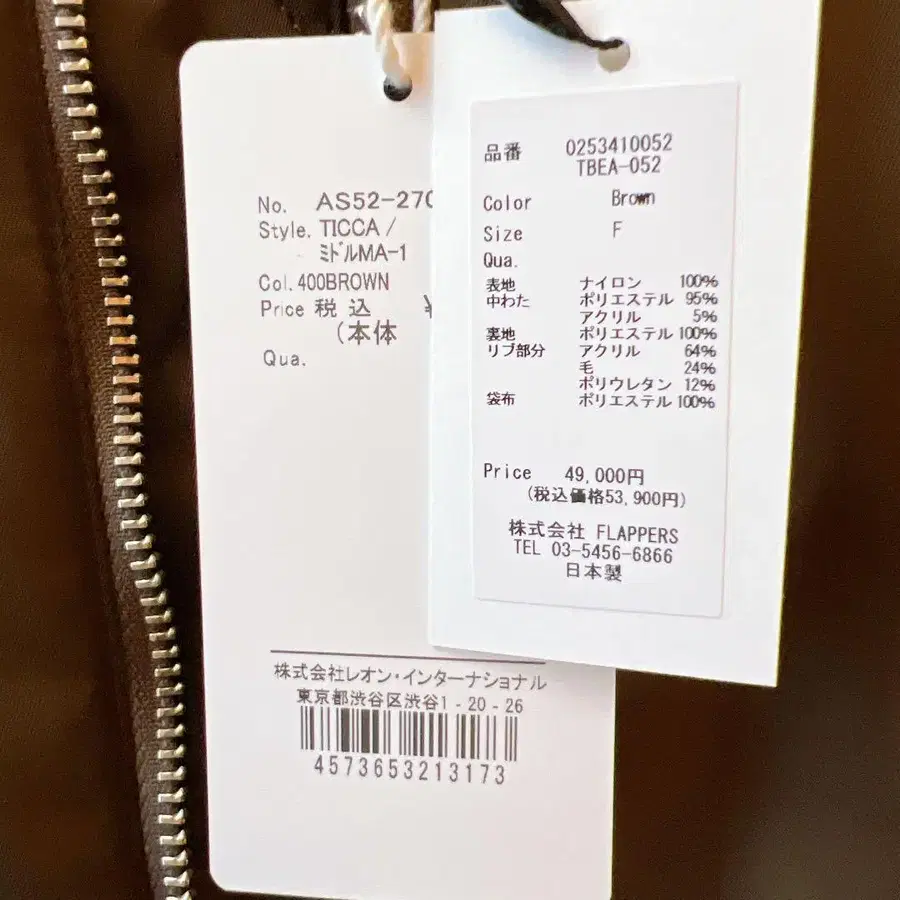 No. AS52-270
Style. TICCA /
ミドルMA-1
Col. 400BROWN
Price 税込 ¥
(本体
Qua.
株式会社レオン・インターナショナル
東京都渋谷区渋谷1-20-26
4573653213173
品番 0253410052
TBEA-052
Color Brown
Size F
Qua.
表地 ナイロン 100%
中わた ポリエステル 95%
アクリル 5%
裏地 ポリエステル 100%
リブ部分 アクリル 64%
毛 24%
ポリウレタン 12%
袋布 ポリエステル 100%
Price 49,000円
(税込価格53,900円)
株式会社 FLAPPERS
TEL 03-5456-6866
日本製